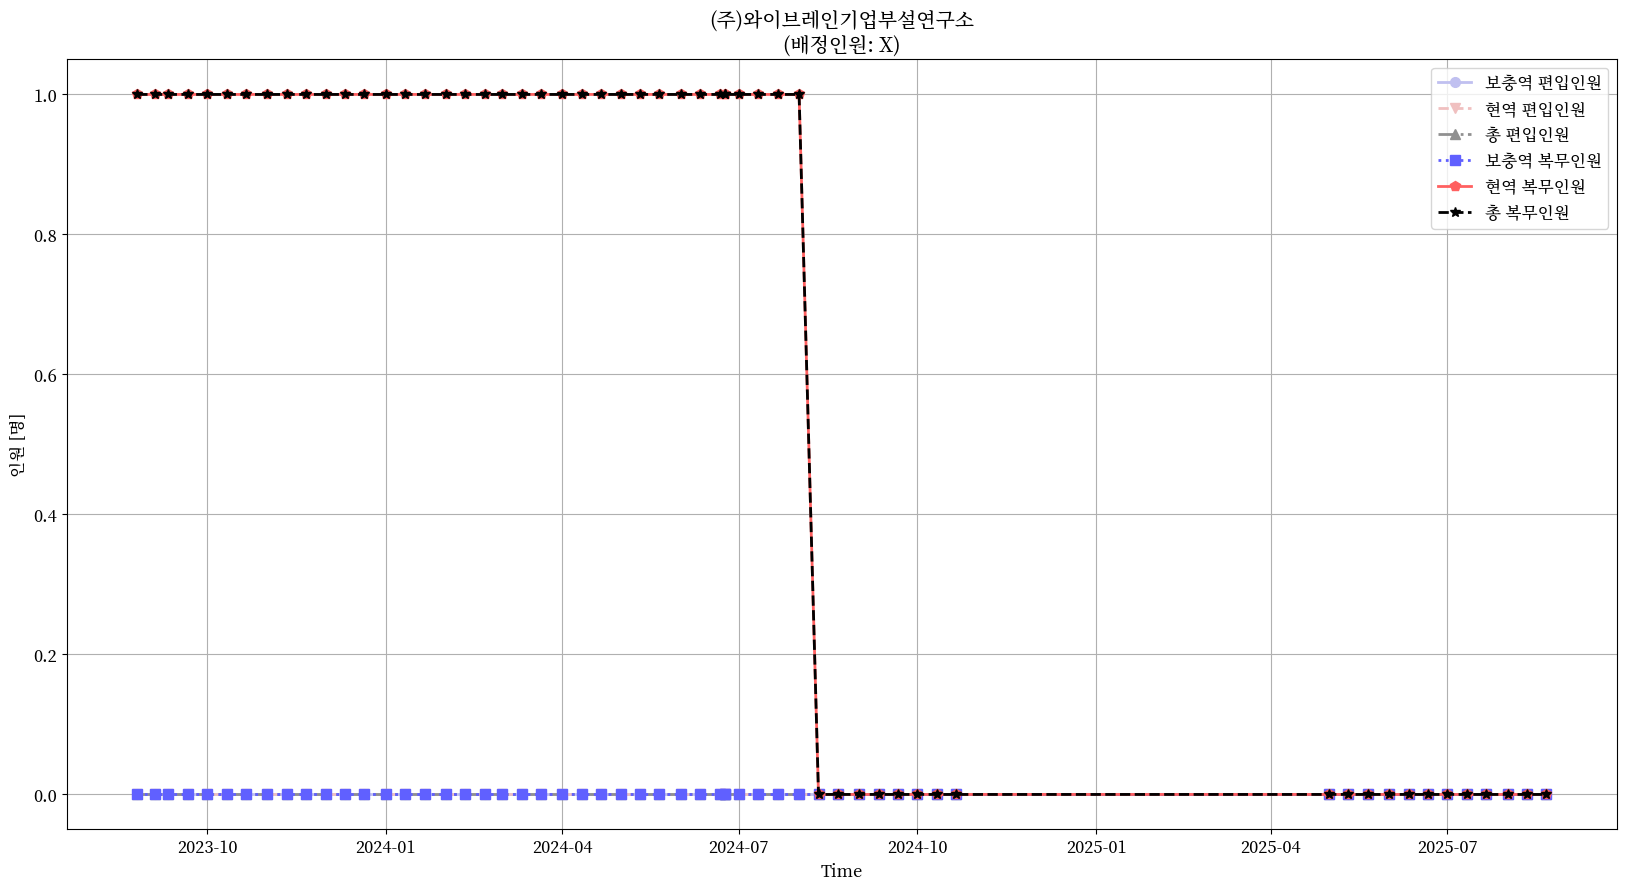 (주)와이브레인기업부설연구소
(배정인원: X)
보충역 편입인원
현역 편입인원
총 편입인원
보충역 복무인원
현역 복무인원
총 복무인원
인원 [명]
1.0
0.8
0.6
0.4
0.2
0.0
2023-10
2024-01
2024-04
2024-07
2024-10
2025-01
2025-04
2025-07
Time